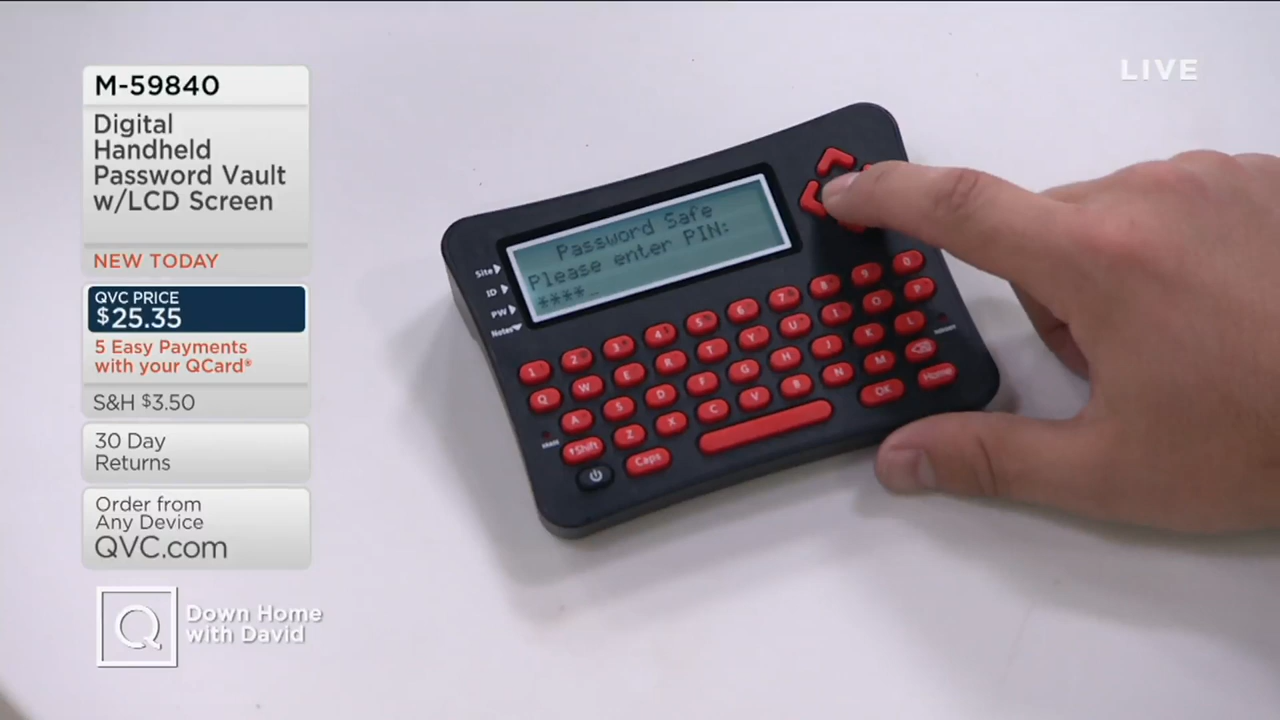 M-59840
Digital
Handheld
Password Vault
w/LCD Screen
NEW TODAY
QVC PRICE
$25.35
5 Easy Payments
with your QCard®
S&H $3.50
30 Day
Returns
Order from
Any Device
QVC.com
Q
Down Home
with David
LIVE
Password Safe
Please enter PIN:
****_
Site
ID
PW
Notes
1 2 3 4 5 6 7 8 9 0
Q W E R T Y U I O P
A S D F G H J K L
↑Shift Z X C V B N M
Caps OK Home